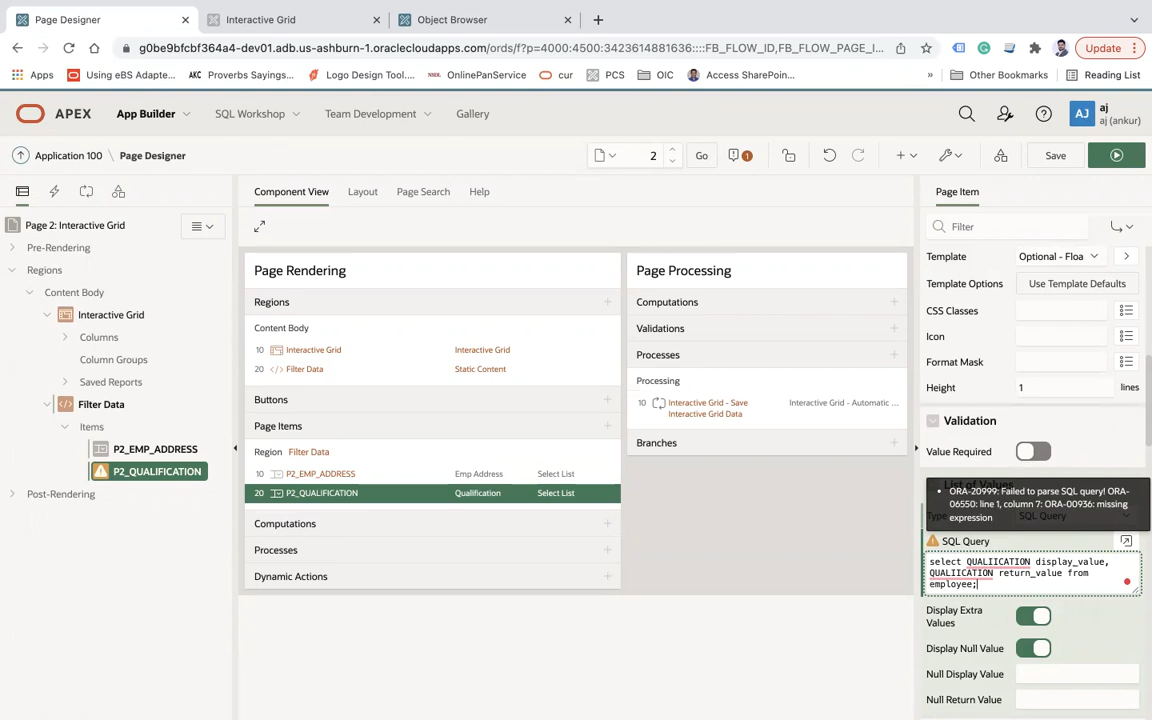 Page Designer
Interactive Grid
Object Browser
g0be9bfcbf364a4-dev01.adb.us-ashburn-1.oraclecloudapps.com/ords/f?p=4000:4500:3423614881636::::FB_FLOW_ID,FB_FLOW_PAGE_I...
Update
Apps
Using eBS Adapte...
AKC Proverbs Sayings...
Logo Design Tool....
OnlinePanService
cur
PCS
OIC
Access SharePoin...
»
Other Bookmarks
Reading List
APEX
App Builder
SQL Workshop
Team Development
Gallery
AJ
aj
aj (ankur)
Application 100 \ Page Designer
2
Go
1
Save
Page 2: Interactive Grid
Pre-Rendering
Regions
Content Body
Interactive Grid
Columns
Column Groups
Saved Reports
Filter Data
Items
P2_EMP_ADDRESS
P2_QUALIFICATION
Post-Rendering
Component View
Layout
Page Search
Help
Page Rendering
Regions
Content Body
10 Interactive Grid Interactive Grid
20 Filter Data Static Content
Buttons
Page Items
Region Filter Data
10 P2_EMP_ADDRESS Emp Address Select List
20 P2_QUALIFICATION Qualification Select List
Computations
Processes
Dynamic Actions
Page Processing
Computations
Validations
Processes
Processing
10 Interactive Grid - Save Interactive Grid - Automatic ...
Interactive Grid Data
Branches
Page Item
Filter
Template Optional - Floa
Template Options Use Template Defaults
CSS Classes
Icon
Format Mask
Height 1 lines
Validation
Value Required
List of Values
ORA-20999: Failed to parse SQL query! ORA-
06550: line 1, column 7: ORA-00936: missing
expression
Type SQL Query
SQL Query
select QUALIICATION display_value,
QUALIICATION return_value from
employee;
Display Extra
Values
Display Null Value
Null Display Value
Null Return Value